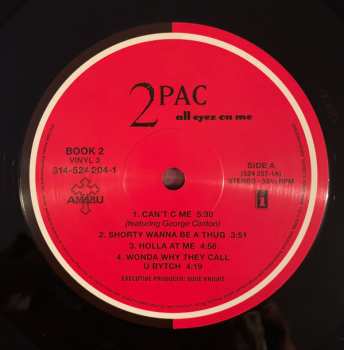 2PAC
all eyez on me
BOOK 2
VINYL 3
314-524 204-1
AMARU
SIDE A
STEREO 33⅓ RPM
1. CAN'T C ME 5:30
(featuring George Clinton)
2. SHORTY WANNA BE A THUG 3:51
3. HOLLA AT ME 4:56
4. WONDA WHY THEY CALL
U BYTCH 4:19
EXECUTIVE PRODUCER: SUGE KNIGHT